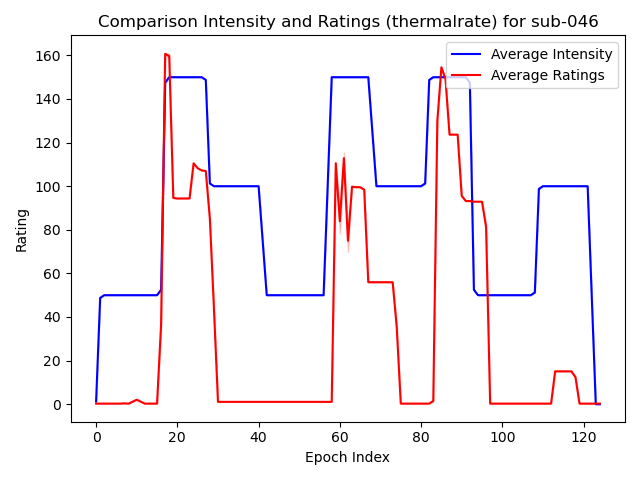 Comparison Intensity and Ratings (thermalrate) for sub-046
Average Intensity
Average Ratings
160
140
120
100
80
60
40
20
0
Rating
0 20 40 60 80 100 120
Epoch Index